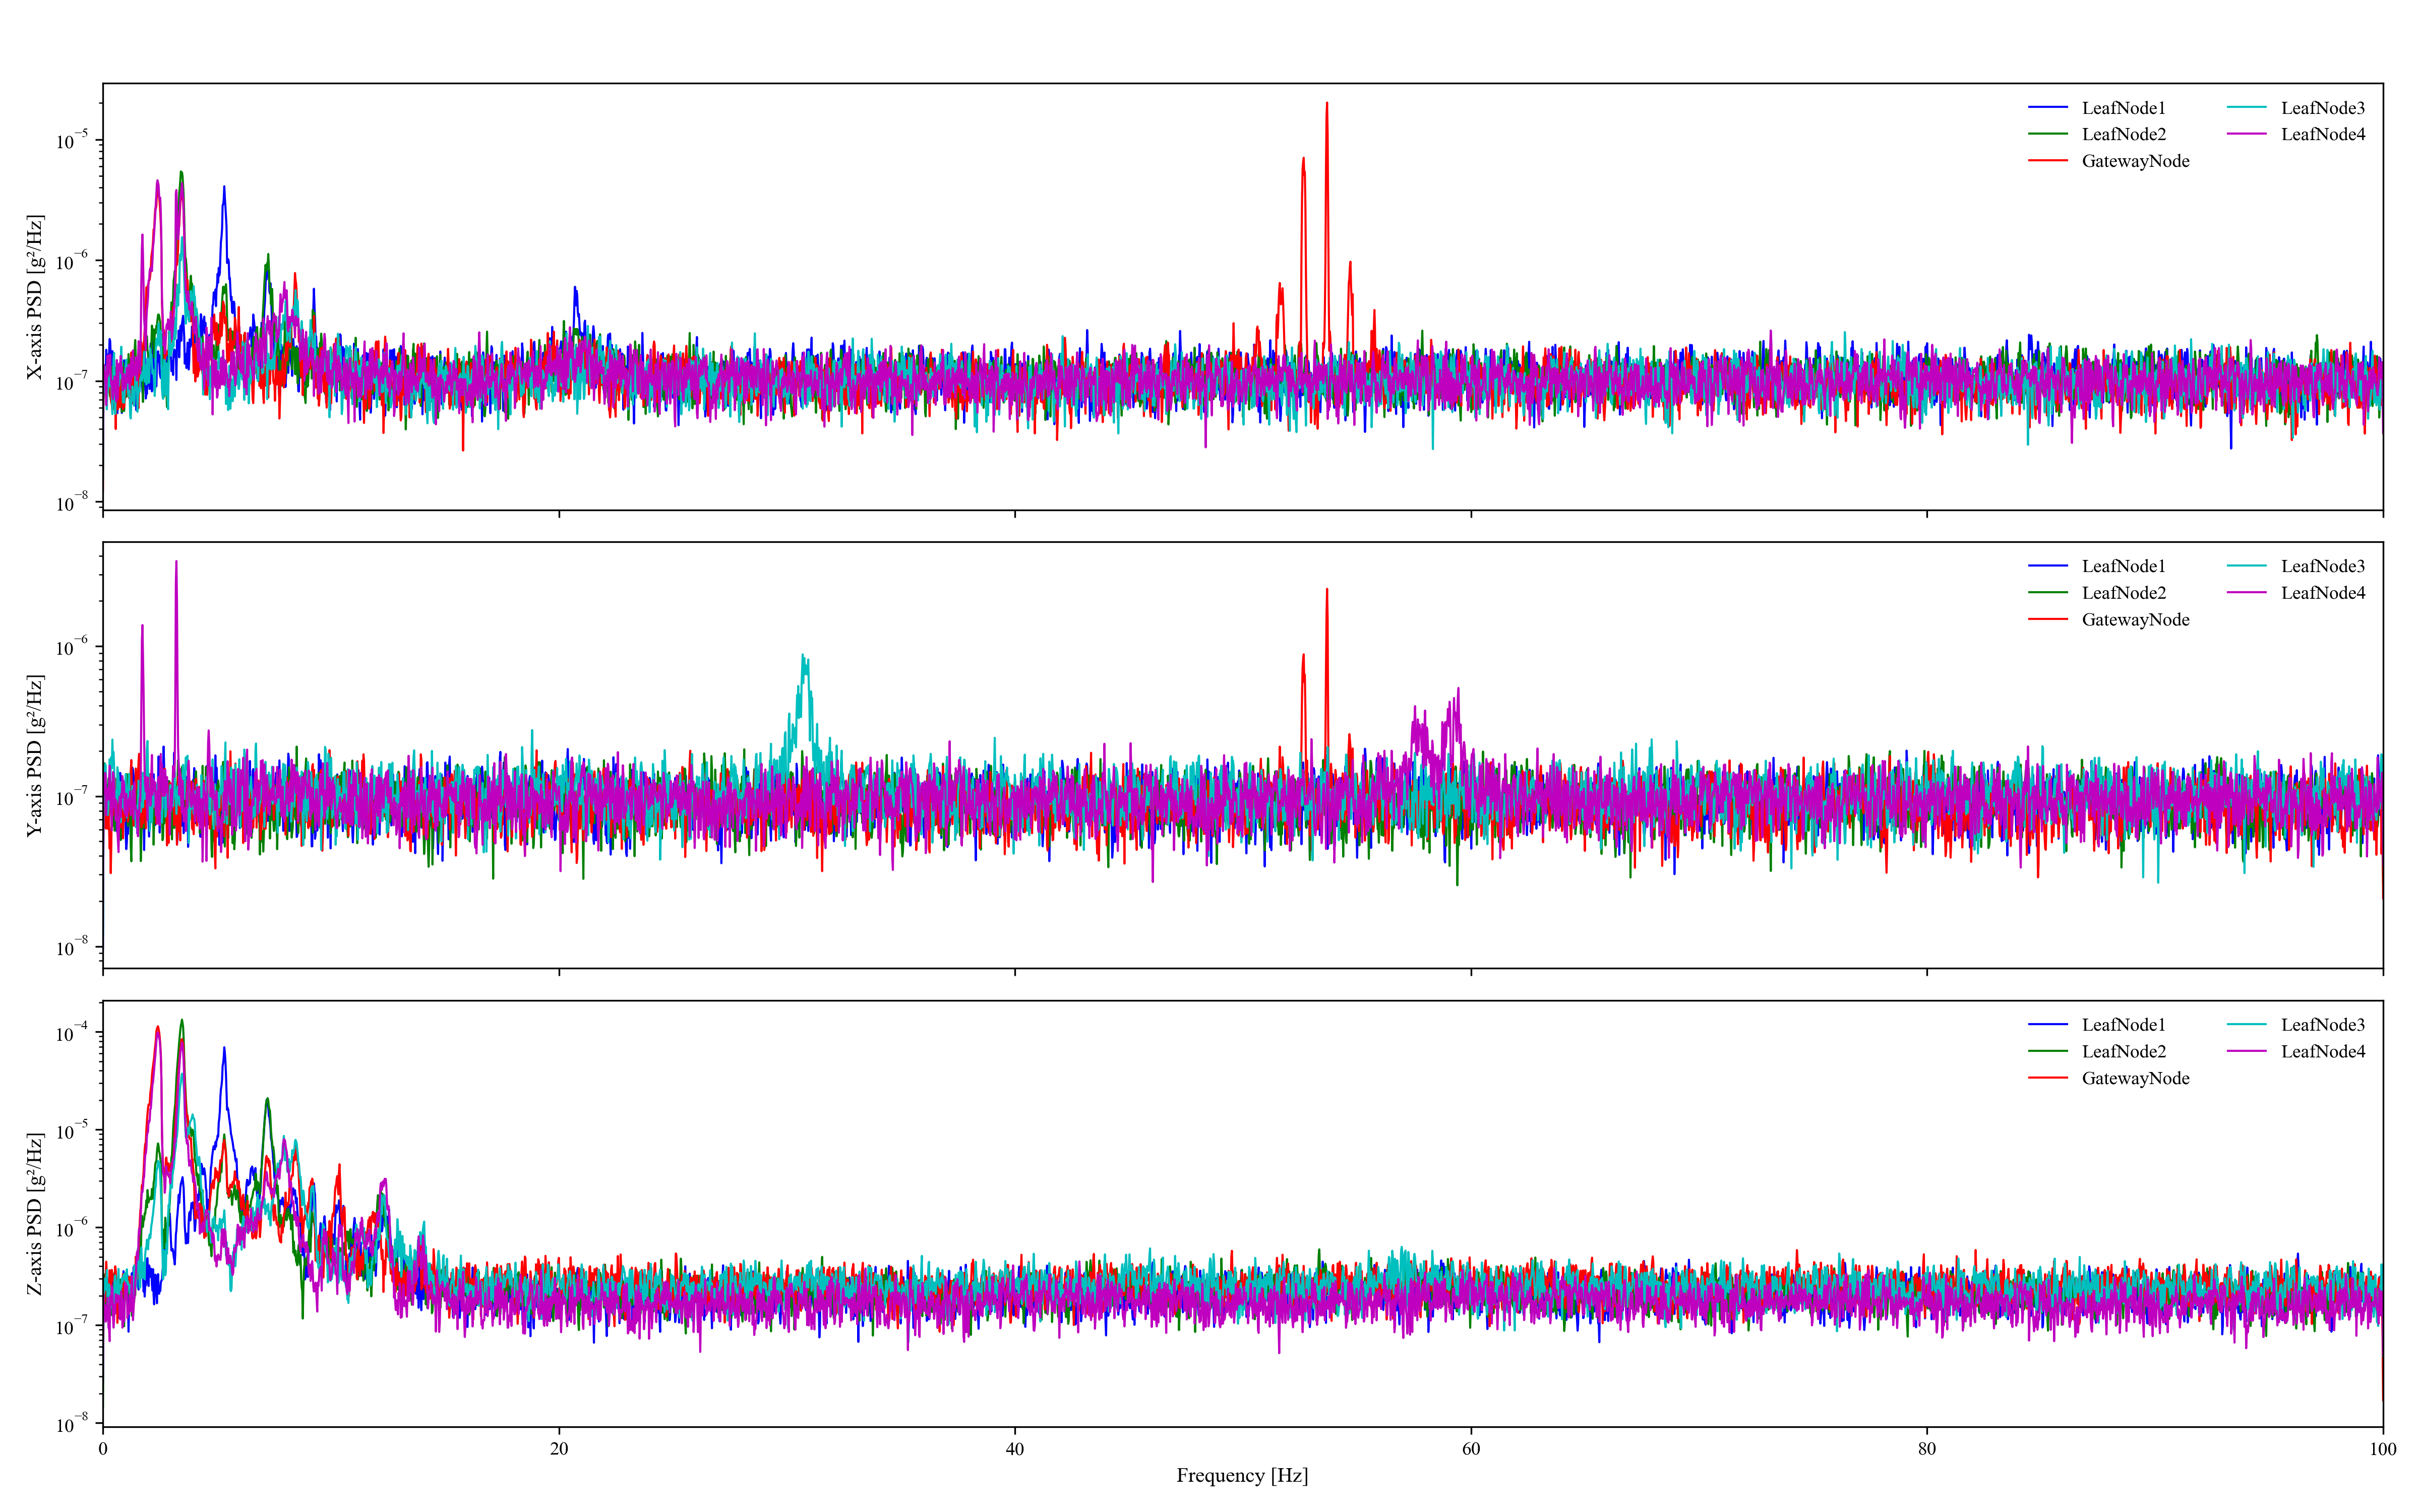 X-axis PSD [g²/Hz]
10⁻⁵
10⁻⁶
10⁻⁷
10⁻⁸
LeafNode1
LeafNode2
GatewayNode
LeafNode3
LeafNode4
Y-axis PSD [g²/Hz]
10⁻⁶
10⁻⁷
10⁻⁸
LeafNode1
LeafNode2
GatewayNode
LeafNode3
LeafNode4
Z-axis PSD [g²/Hz]
10⁻⁴
10⁻⁵
10⁻⁶
10⁻⁷
10⁻⁸
LeafNode1
LeafNode2
GatewayNode
LeafNode3
LeafNode4
0 20 40 60 80 100
Frequency [Hz]